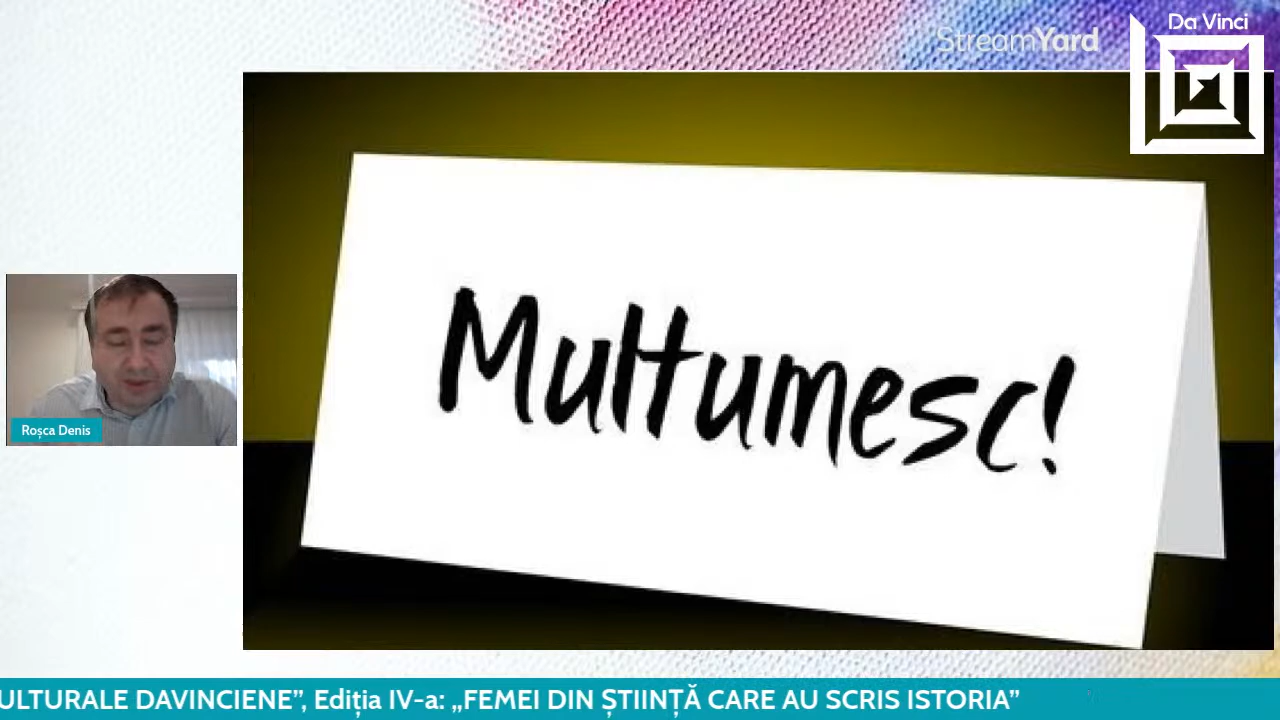 StreamYard
Da Vinci
Multumesc!
Roșca Denis
ULTURALE DAVINCIENE”, Ediția IV-a: „FEMEI DIN ȘTIINȚĂ CARE AU SCRIS ISTORIA”